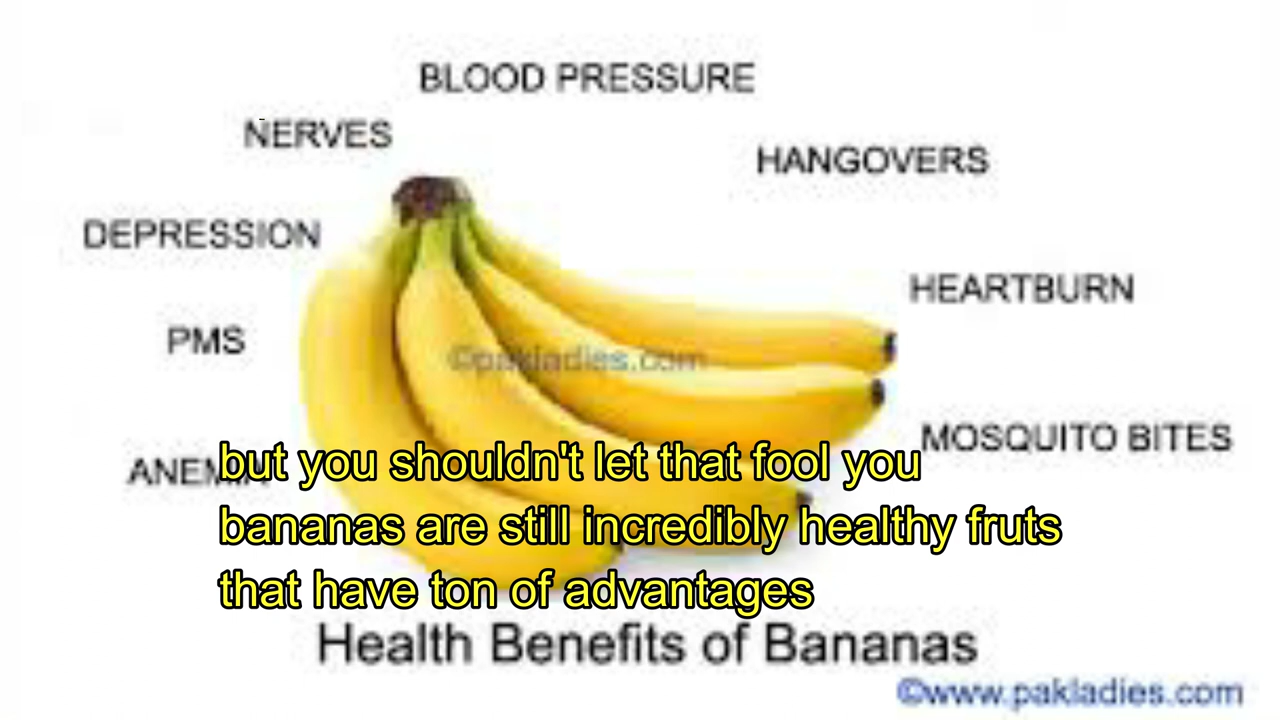 BLOOD PRESSURE
NERVES
HANGOVERS
DEPRESSION
HEARTBURN
PMS
©pakladies.com
MOSQUITO BITES
but you shouldn't let that fool you
bananas are still incredibly healthy fruts
that have ton of advantages
Health Benefits of Bananas
©www.pakladies.com